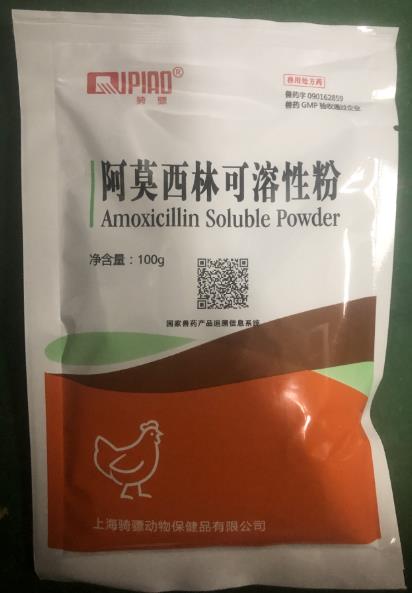 QIPIAO®
骑骠
兽用处方药
兽药字 090162859
兽药 GMP 验收通过企业
阿莫西林可溶性粉
Amoxicillin Soluble Powder
净含量：100g
国家兽药产品追溯信息系统
上海骑骠动物保健品有限公司